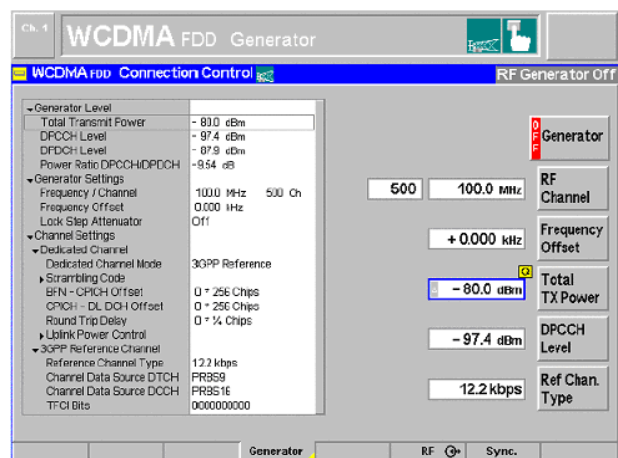 Ch. 1
WCDMA FDD Generator
WCDMA FDD Connection Control
RF Generator Off
Generator Level
Total Transmit Power - 80.0 dBm
DPCCH Level - 97.4 dBm
DPDCH Level - 87.9 dBm
Power Ratio DPCCH/DPDCH -9.54 dB
Generator Settings
Frequency / Channel 100.0 MHz 500 Ch
Frequency Offset 0.000 kHz
Lock Step Attenuator Off
Channel Settings
Dedicated Channel
Dedicated Channel Mode 3GPP Reference
Scrambling Code
BFN - CPICH Offset 0 * 256 Chips
CPICH - DL DCH Offset 0 * 256 Chips
Round Trip Delay 0 * ¼ Chips
Uplink Power Control
3GPP Reference Channel
Reference Channel Type 12.2 kbps
Channel Data Source DTCH PRBS9
Channel Data Source DCCH PRBS16
TFCI Bits 0000000000
OFF Generator
500 100.0 MHz RF Channel
+ 0.000 kHz Frequency Offset
- 80.0 dBm Total TX Power
- 97.4 dBm DPCCH Level
12.2 kbps Ref Chan. Type
Generator RF Sync.